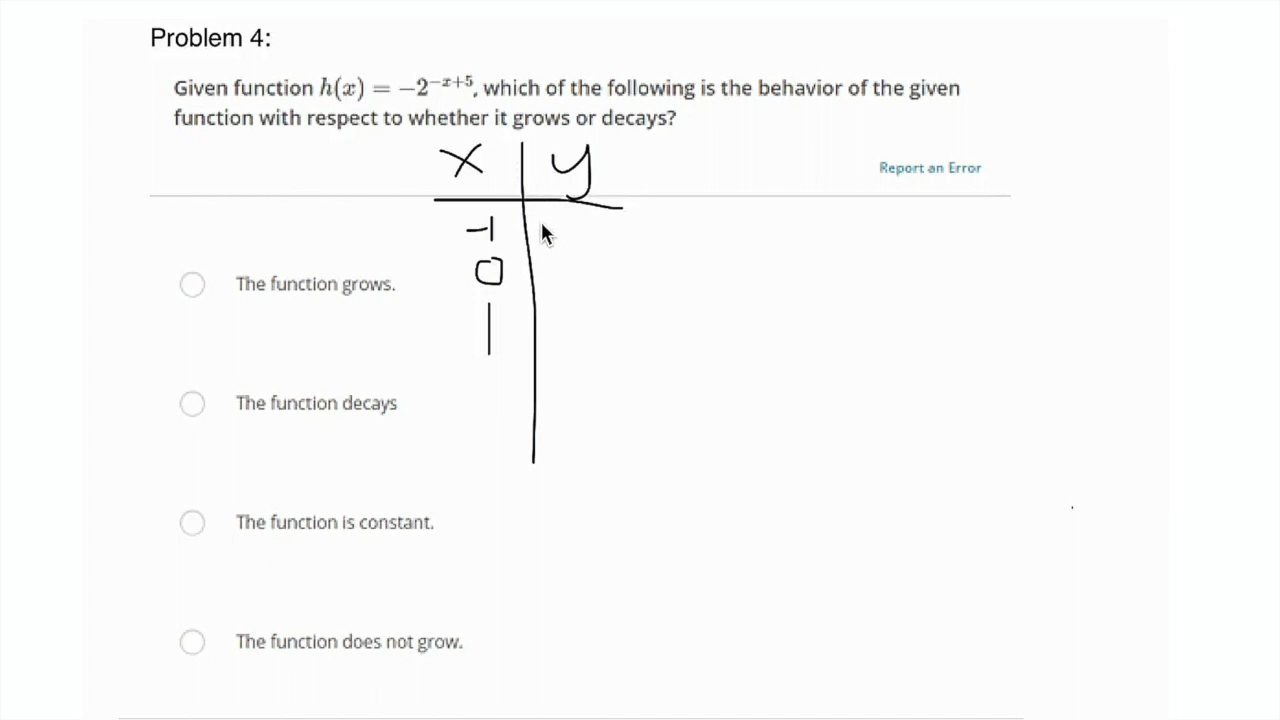 Problem 4:
Given function h(x) = −2^{−x+5}, which of the following is the behavior of the given
function with respect to whether it grows or decays?
x | y
Report an Error
-1
0
The function grows.
1
The function decays
The function is constant.
The function does not grow.